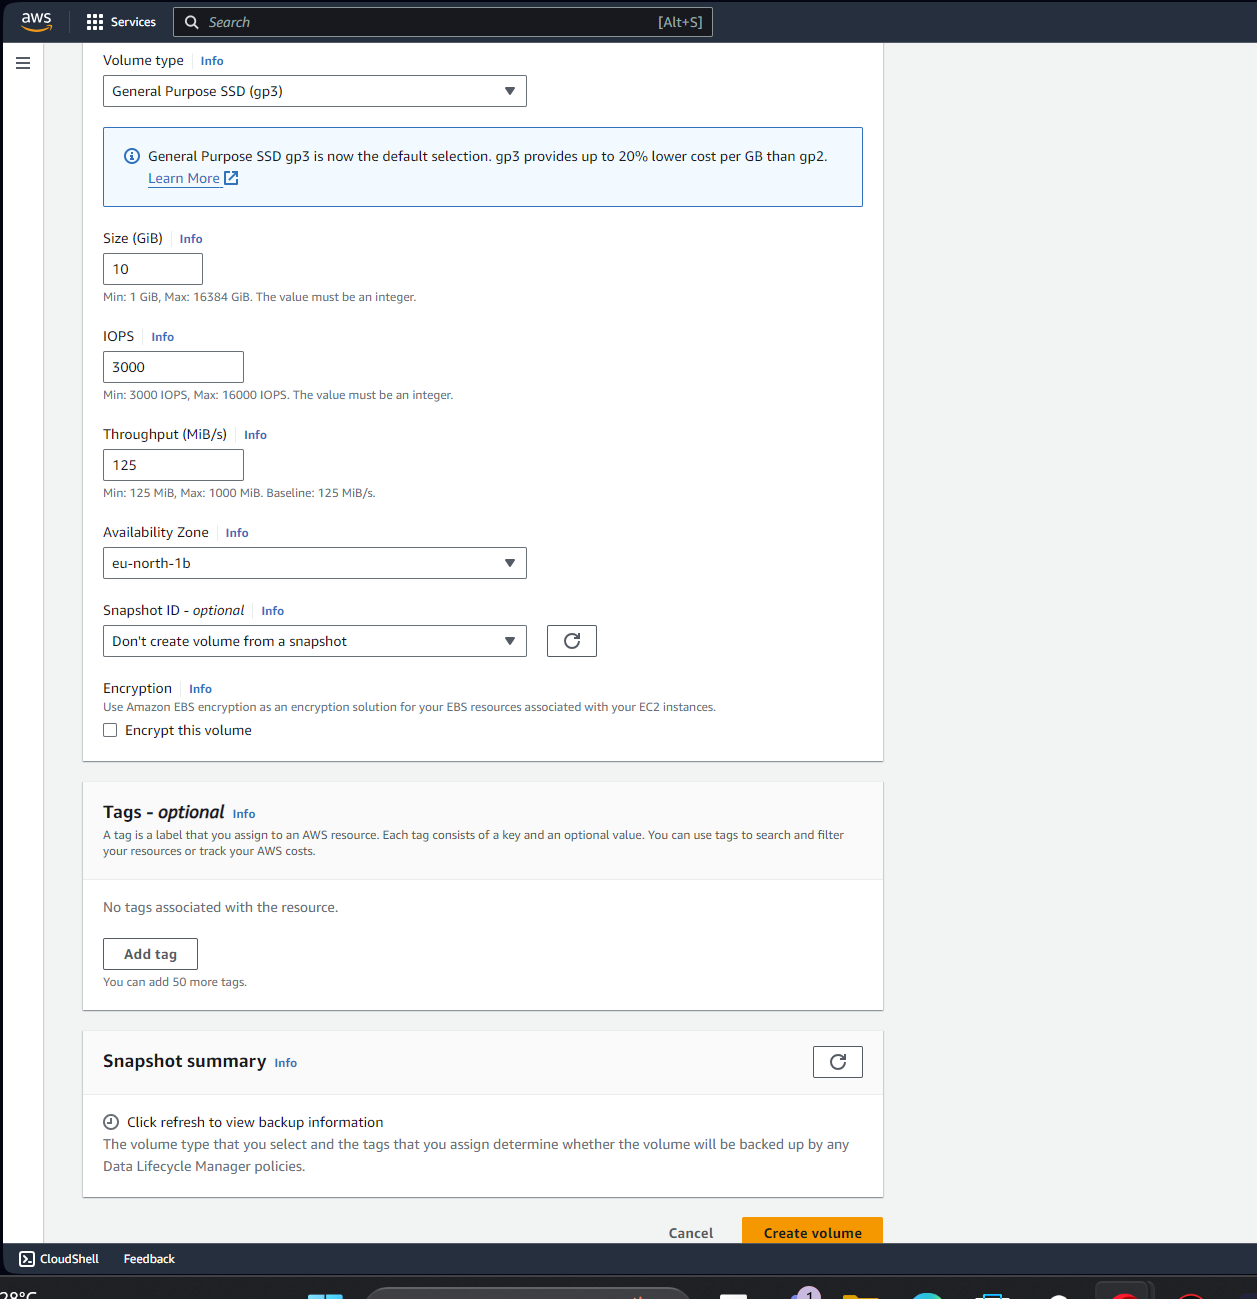 aws
Services
Search [Alt+S]
Volume type Info
General Purpose SSD (gp3)
General Purpose SSD gp3 is now the default selection. gp3 provides up to 20% lower cost per GB than gp2.
Learn More
Size (GiB) Info
10
Min: 1 GiB, Max: 16384 GiB. The value must be an integer.
IOPS Info
3000
Min: 3000 IOPS, Max: 16000 IOPS. The value must be an integer.
Throughput (MiB/s) Info
125
Min: 125 MiB, Max: 1000 MiB. Baseline: 125 MiB/s.
Availability Zone Info
eu-north-1b
Snapshot ID - optional Info
Don't create volume from a snapshot
Encryption Info
Use Amazon EBS encryption as an encryption solution for your EBS resources associated with your EC2 instances.
Encrypt this volume
Tags - optional Info
A tag is a label that you assign to an AWS resource. Each tag consists of a key and an optional value. You can use tags to search and filter
your resources or track your AWS costs.
No tags associated with the resource.
Add tag
You can add 50 more tags.
Snapshot summary Info
Click refresh to view backup information
The volume type that you select and the tags that you assign determine whether the volume will be backed up by any
Data Lifecycle Manager policies.
Cancel Create volume
CloudShell Feedback
28°C
1